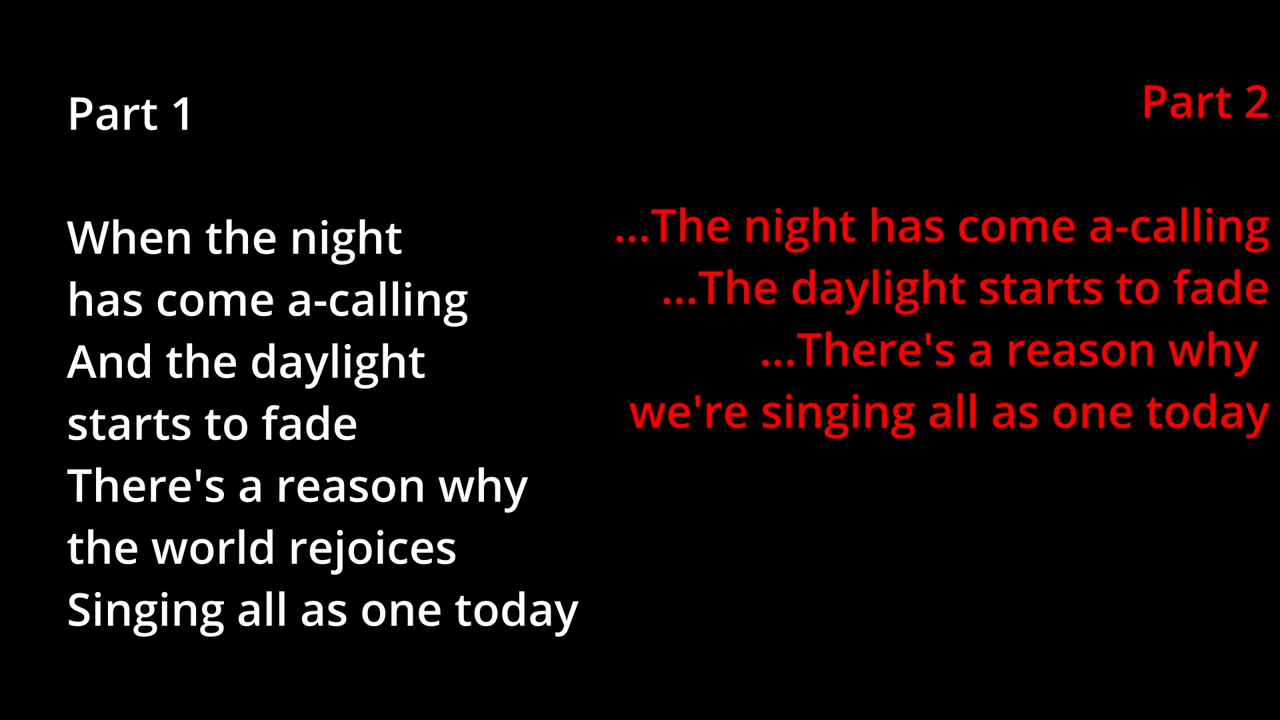 Part 1
When the night
has come a-calling
And the daylight
starts to fade
There's a reason why
the world rejoices
Singing all as one today
Part 2
...The night has come a-calling
...The daylight starts to fade
...There's a reason why
we're singing all as one today